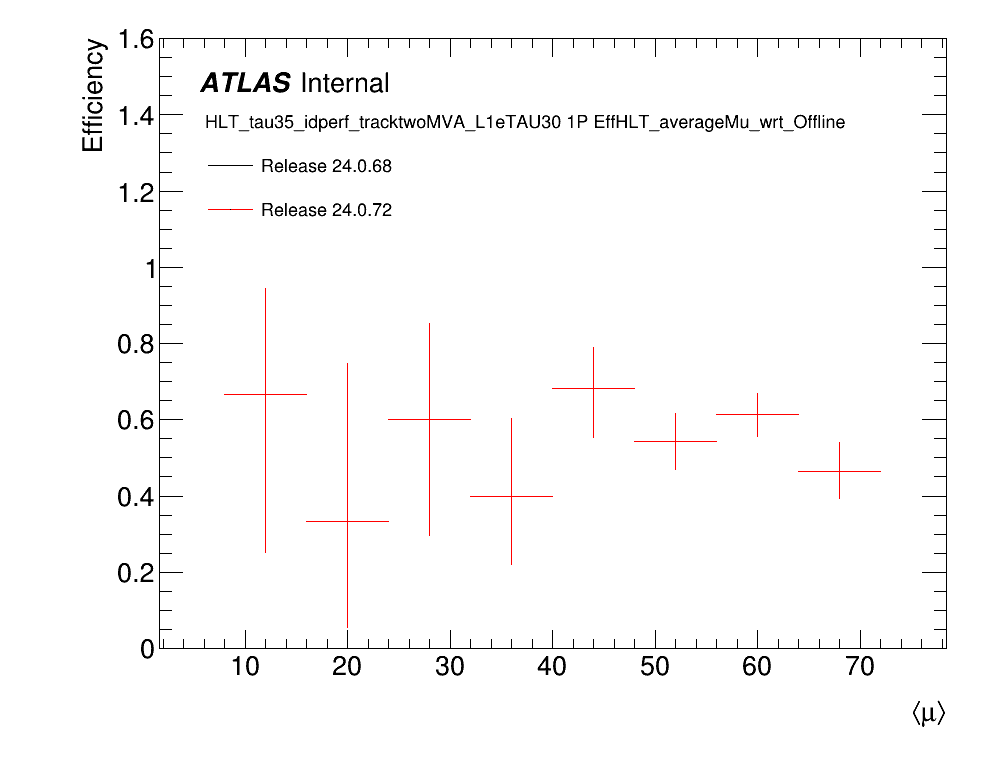 Efficiency
1.6
1.4
1.2
1
0.8
0.6
0.4
0.2
0
ATLAS Internal
HLT_tau35_idperf_tracktwoMVA_L1eTAU30 1P EffHLT_averageMu_wrt_Offline
Release 24.0.68
Release 24.0.72
10 20 30 40 50 60 70
⟨μ⟩